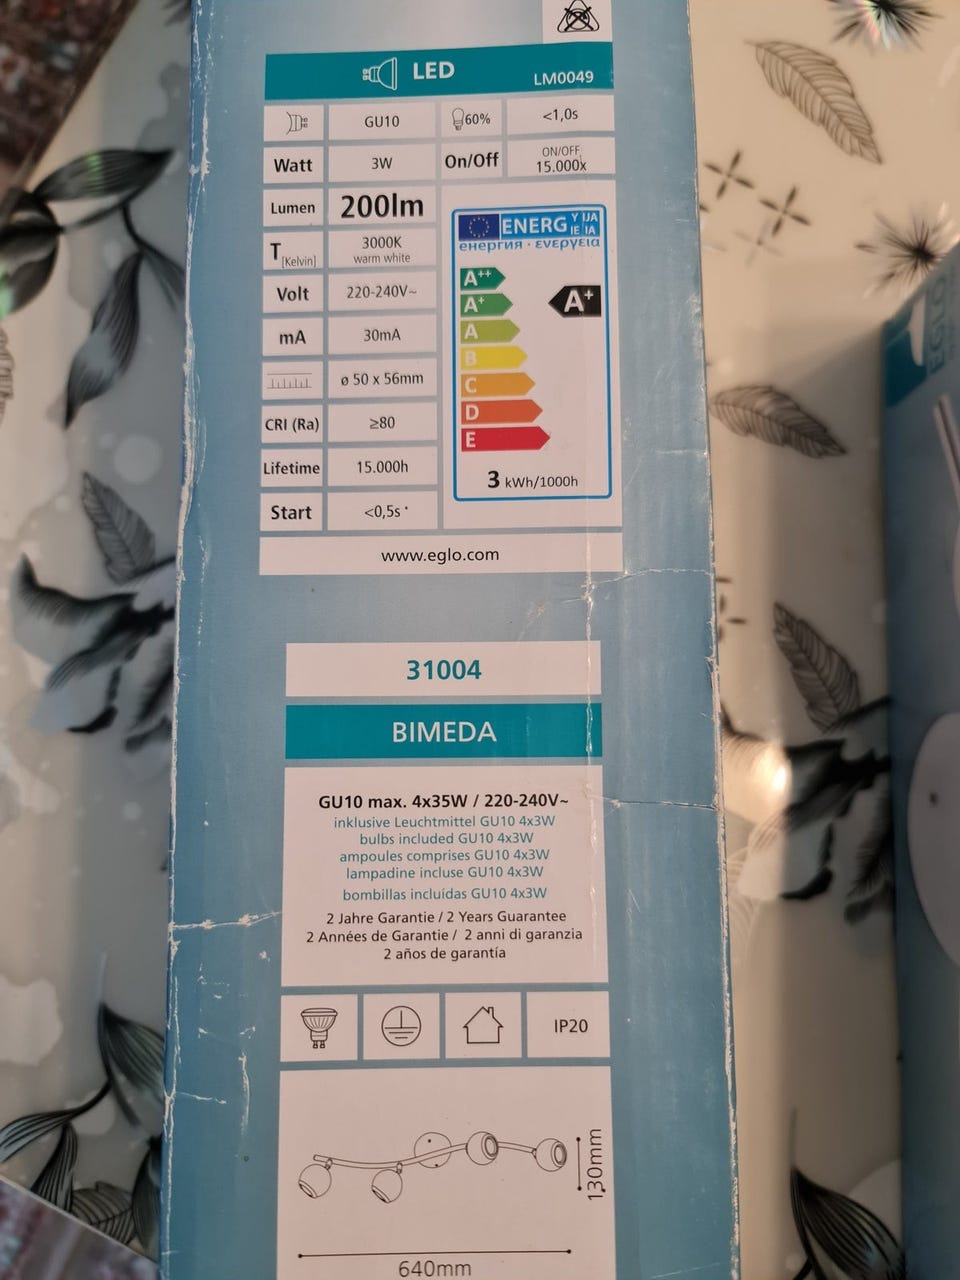 LED LM0049
GU10 60% <1,0s
Watt 3W On/Off ON/OFF 15.000x
Lumen 200lm
T [Kelvin] 3000K warm white
Volt 220-240V~
mA 30mA
ø 50 x 56mm
CRI (Ra) ≥80
Lifetime 15.000h
Start <0,5s*
ENERG Y IJA IE IA
енергия · ενεργεια
A++
A+ A+
A
B
C
D
E
3 kWh/1000h
www.eglo.com
31004
BIMEDA
GU10 max. 4x35W / 220-240V~
inklusive Leuchtmittel GU10 4x3W
bulbs included GU10 4x3W
ampoules comprises GU10 4x3W
lampadine incluse GU10 4x3W
bombillas incluidas GU10 4x3W
2 Jahre Garantie / 2 Years Guarantee
2 Années de Garantie / 2 anni di garanzia
2 años de garantía
IP20
130mm
640mm
EGLO